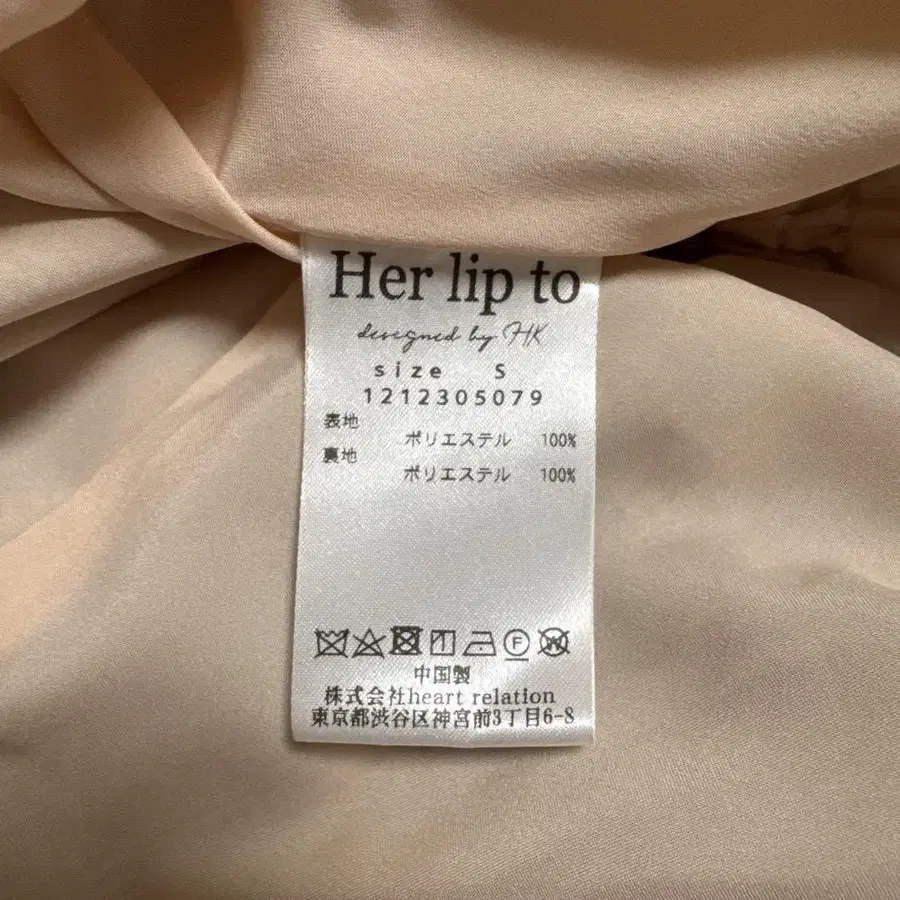 Her lip to
designed by HK
size S
1212305079
表地
ポリエステル 100%
裏地
ポリエステル 100%
F
W
中国製
株式会社heart relation
東京都渋谷区神宮前3丁目6-8